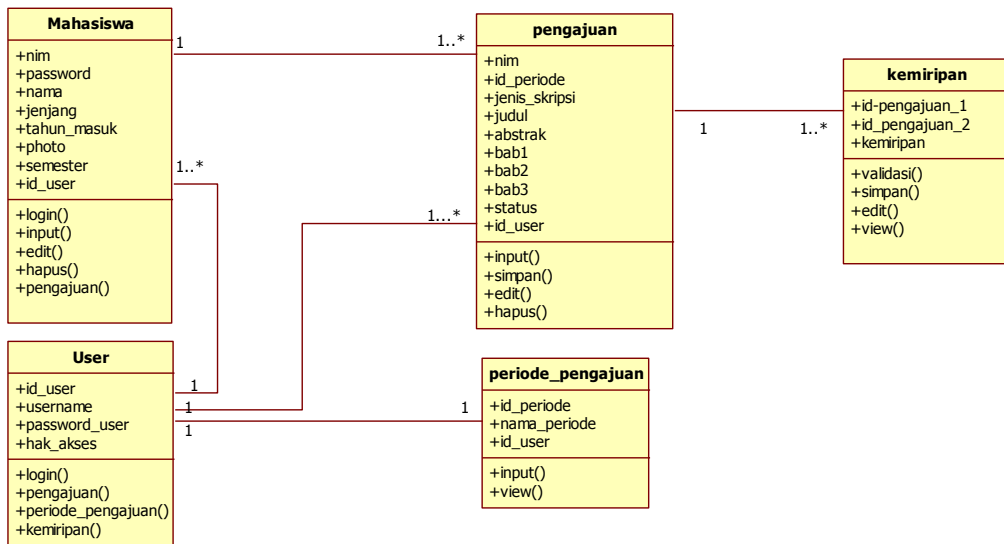 Mahasiswa
+nim
+password
+nama
+jenjang
+tahun_masuk
+photo
+semester
+id_user
+login()
+input()
+edit()
+hapus()
+pengajuan()
1
1..*
pengajuan
+nim
+id_periode
+jenis_skripsi
+judul
+abstrak
+bab1
+bab2
+bab3
+status
+id_user
+input()
+simpan()
+edit()
+hapus()
1
1..*
kemiripan
+id-pengajuan_1
+id_pengajuan_2
+kemiripan
+validasi()
+simpan()
+edit()
+view()
1..*
1...*
User
+id_user
+username
+password_user
+hak_akses
+login()
+pengajuan()
+periode_pengajuan()
+kemiripan()
1
1
1
1
periode_pengajuan
+id_periode
+nama_periode
+id_user
+input()
+view()